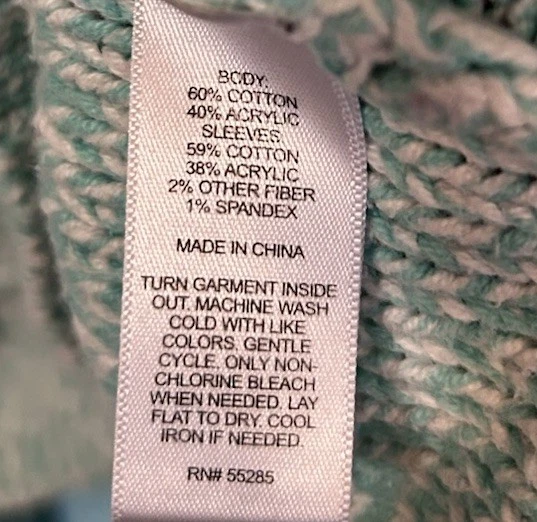 BODY:
60% COTTON
40% ACRYLIC
SLEEVES
59% COTTON
38% ACRYLIC
2% OTHER FIBER
1% SPANDEX
MADE IN CHINA
TURN GARMENT INSIDE
OUT. MACHINE WASH
COLD WITH LIKE
COLORS. GENTLE
CYCLE. ONLY NON-
CHLORINE BLEACH
WHEN NEEDED. LAY
FLAT TO DRY. COOL
IRON IF NEEDED.
RN# 55285